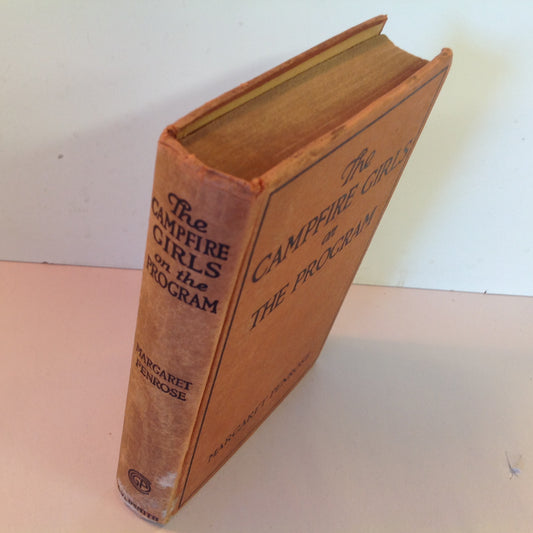 The
CAMPFIRE
GIRLS
on the
PROGRAM
MARGARET
PENROSE
The
CAMPFIRE GIRLS
on
THE PROGRAM
MARGARET PENROSE